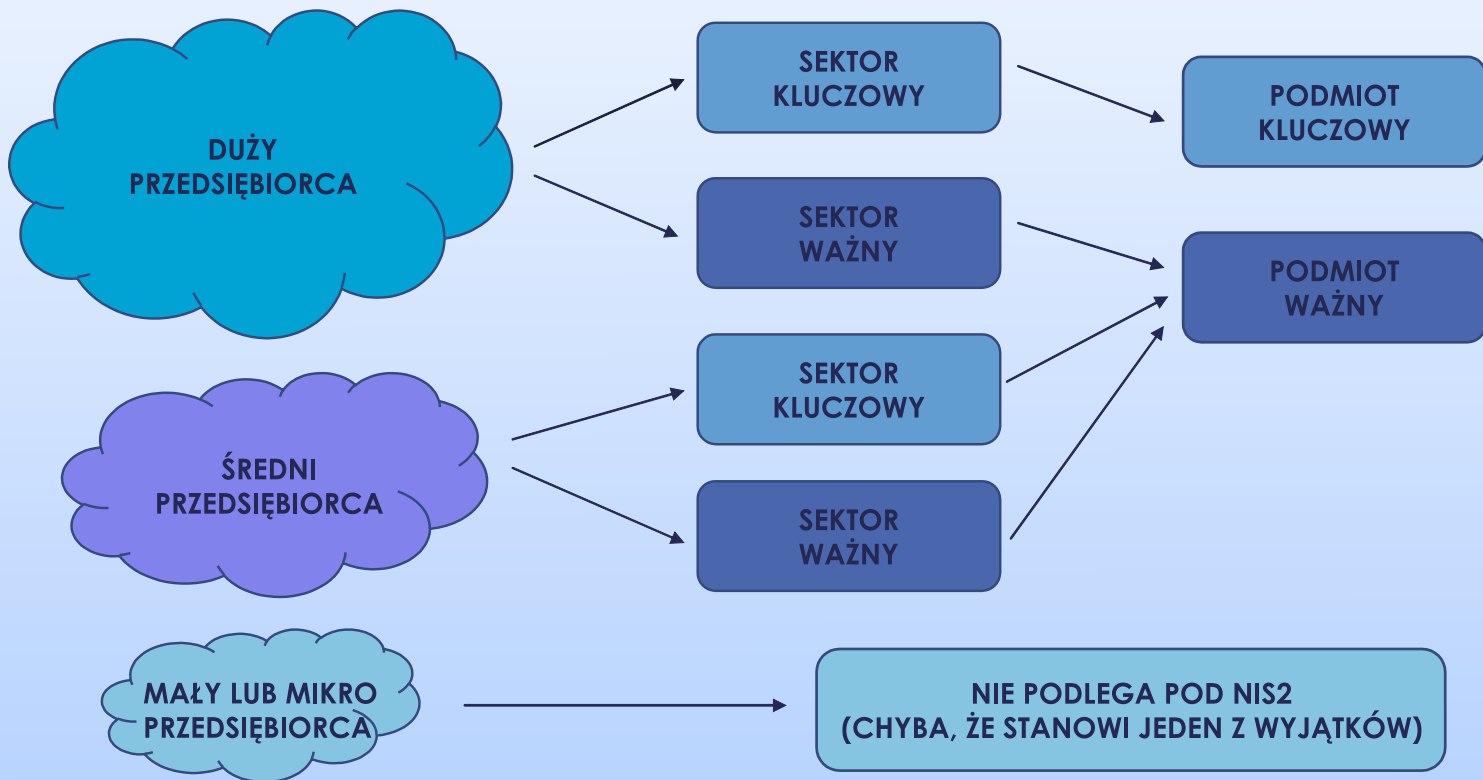 DUŻY
PRZEDSIĘBIORCA
SEKTOR
KLUCZOWY
PODMIOT
KLUCZOWY
SEKTOR
WAŻNY
PODMIOT
WAŻNY
ŚREDNI
PRZEDSIĘBIORCA
SEKTOR
KLUCZOWY
SEKTOR
WAŻNY
MAŁY LUB MIKRO
PRZEDSIĘBIORCA
NIE PODLEGA POD NIS2
(CHYBA, ŻE STANOWI JEDEN Z WYJĄTKÓW)